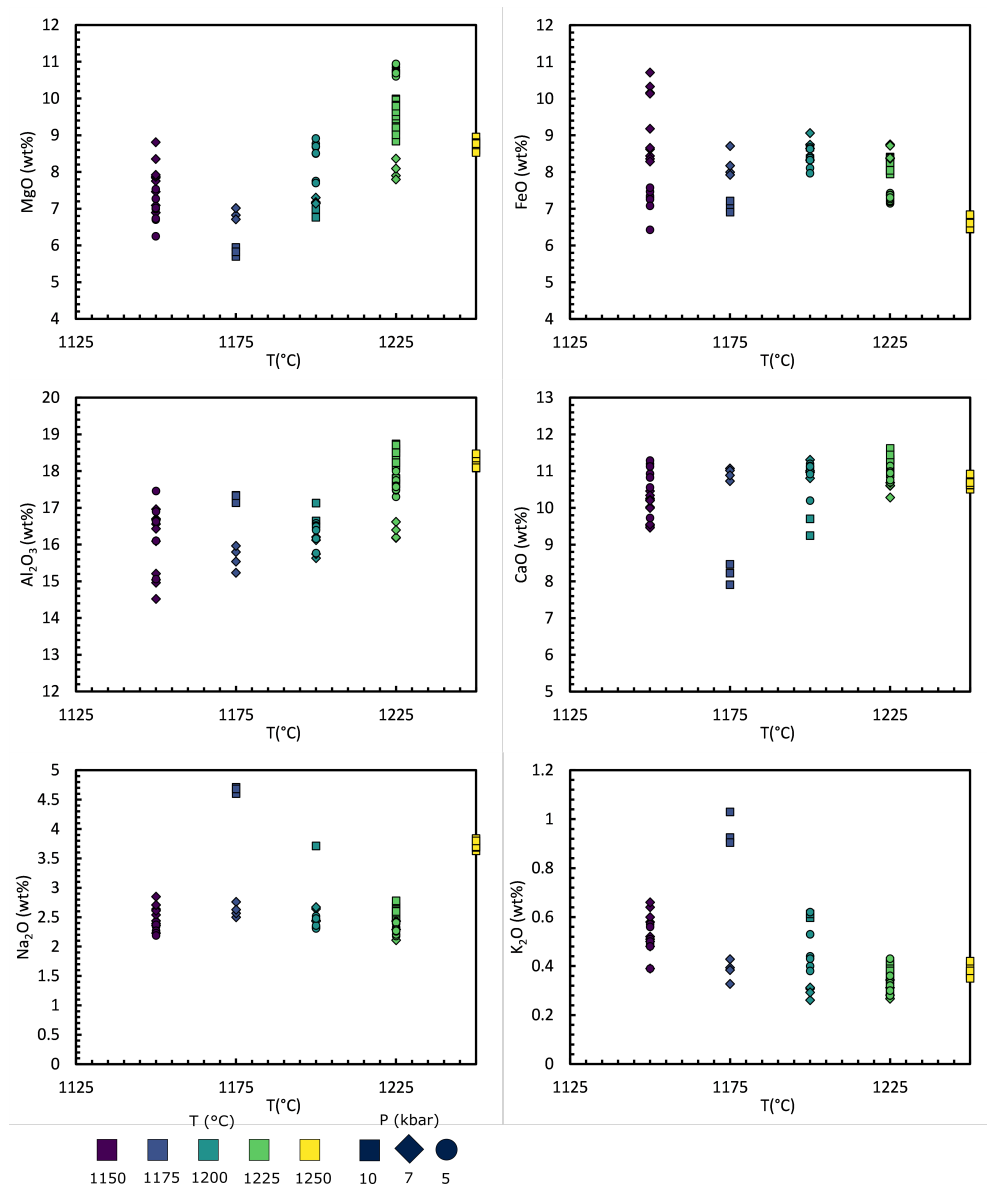 12
11
10
9
8
7
6
5
4
MgO (wt%)
1125 1175 1225
T(°C)
12
11
10
9
8
7
6
5
4
FeO (wt%)
1125 1175 1225
T(°C)
20
19
18
17
16
15
14
13
12
Al2O3 (wt%)
1125 1175 1225
T(°C)
13
12
11
10
9
8
7
6
5
CaO (wt%)
1125 1175 1225
T(°C)
5
4.5
4
3.5
3
2.5
2
1.5
1
0.5
0
Na2O (wt%)
1125 1175 1225
T(°C)
1.2
1
0.8
0.6
0.4
0.2
0
K2O (wt%)
1125 1175 1225
T(°C)
T (°C) P (kbar)
1150 1175 1200 1225 1250 10 7 5